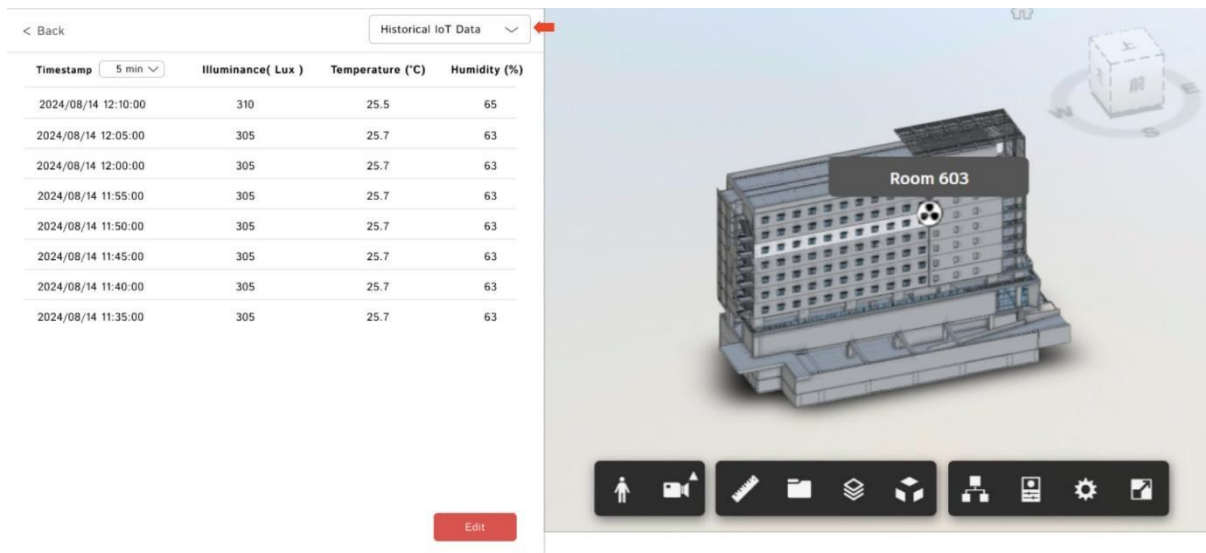 < Back
Historical IoT Data
Timestamp 5 min Illuminance( Lux ) Temperature (°C) Humidity (%)
2024/08/14 12:10:00 310 25.5 65
2024/08/14 12:05:00 305 25.7 63
2024/08/14 12:00:00 305 25.7 63
2024/08/14 11:55:00 305 25.7 63
2024/08/14 11:50:00 305 25.7 63
2024/08/14 11:45:00 305 25.7 63
2024/08/14 11:40:00 305 25.7 63
2024/08/14 11:35:00 305 25.7 63
Edit
上
前
W
S
E
Room 603